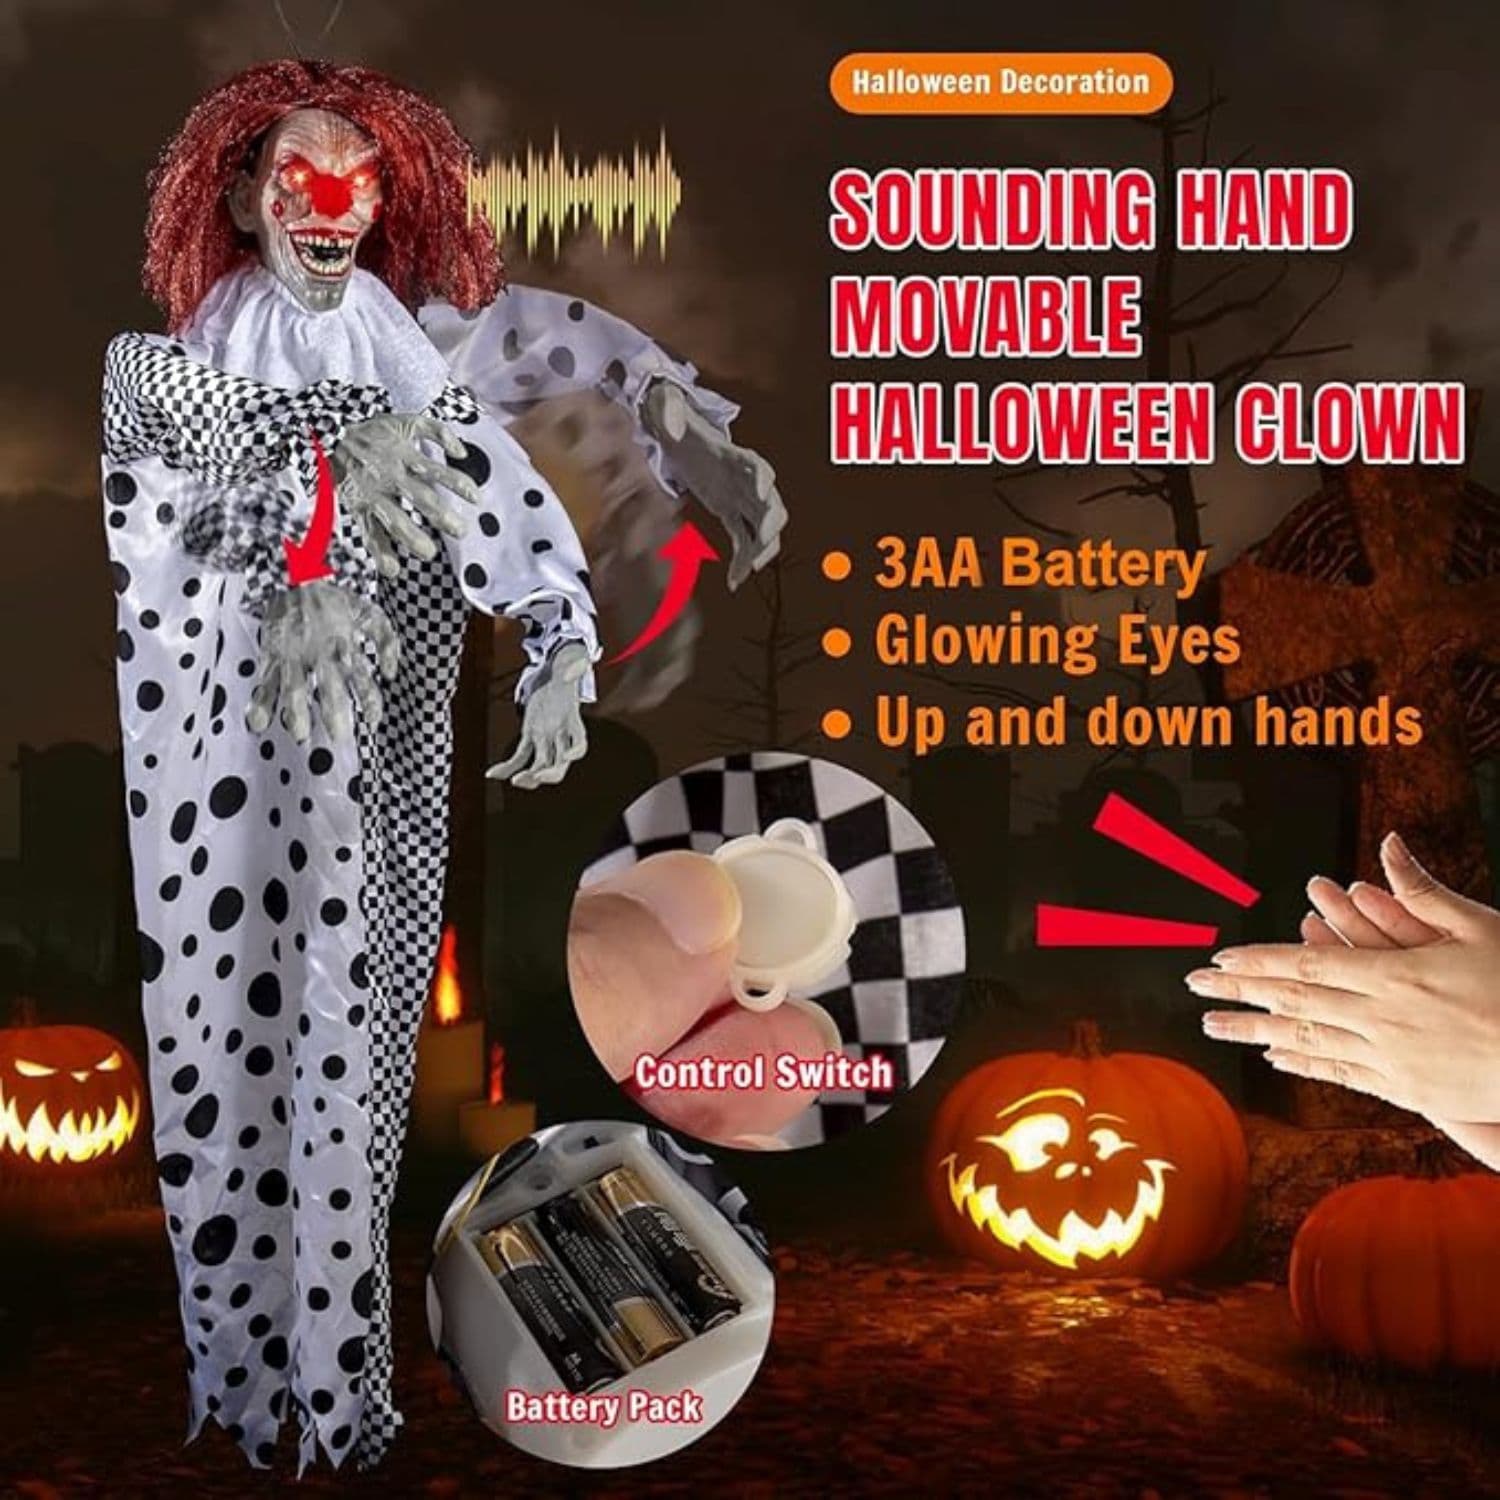 Halloween Decoration
SOUNDING HAND
MOVABLE
HALLOWEEN CLOWN
• 3AA Battery
• Glowing Eyes
• Up and down hands
Control Switch
Battery Pack